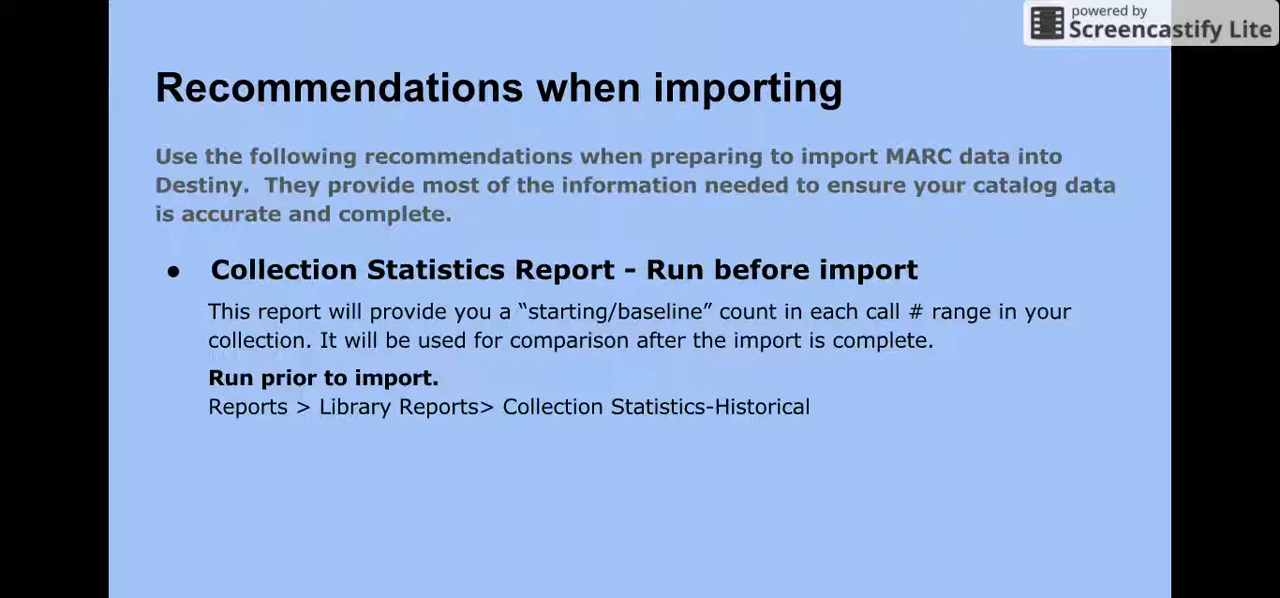 powered by
Screencastify Lite
Recommendations when importing
Use the following recommendations when preparing to import MARC data into
Destiny.  They provide most of the information needed to ensure your catalog data
is accurate and complete.
● Collection Statistics Report - Run before import
This report will provide you a “starting/baseline” count in each call # range in your
collection. It will be used for comparison after the import is complete.
Run prior to import.
Reports > Library Reports> Collection Statistics-Historical